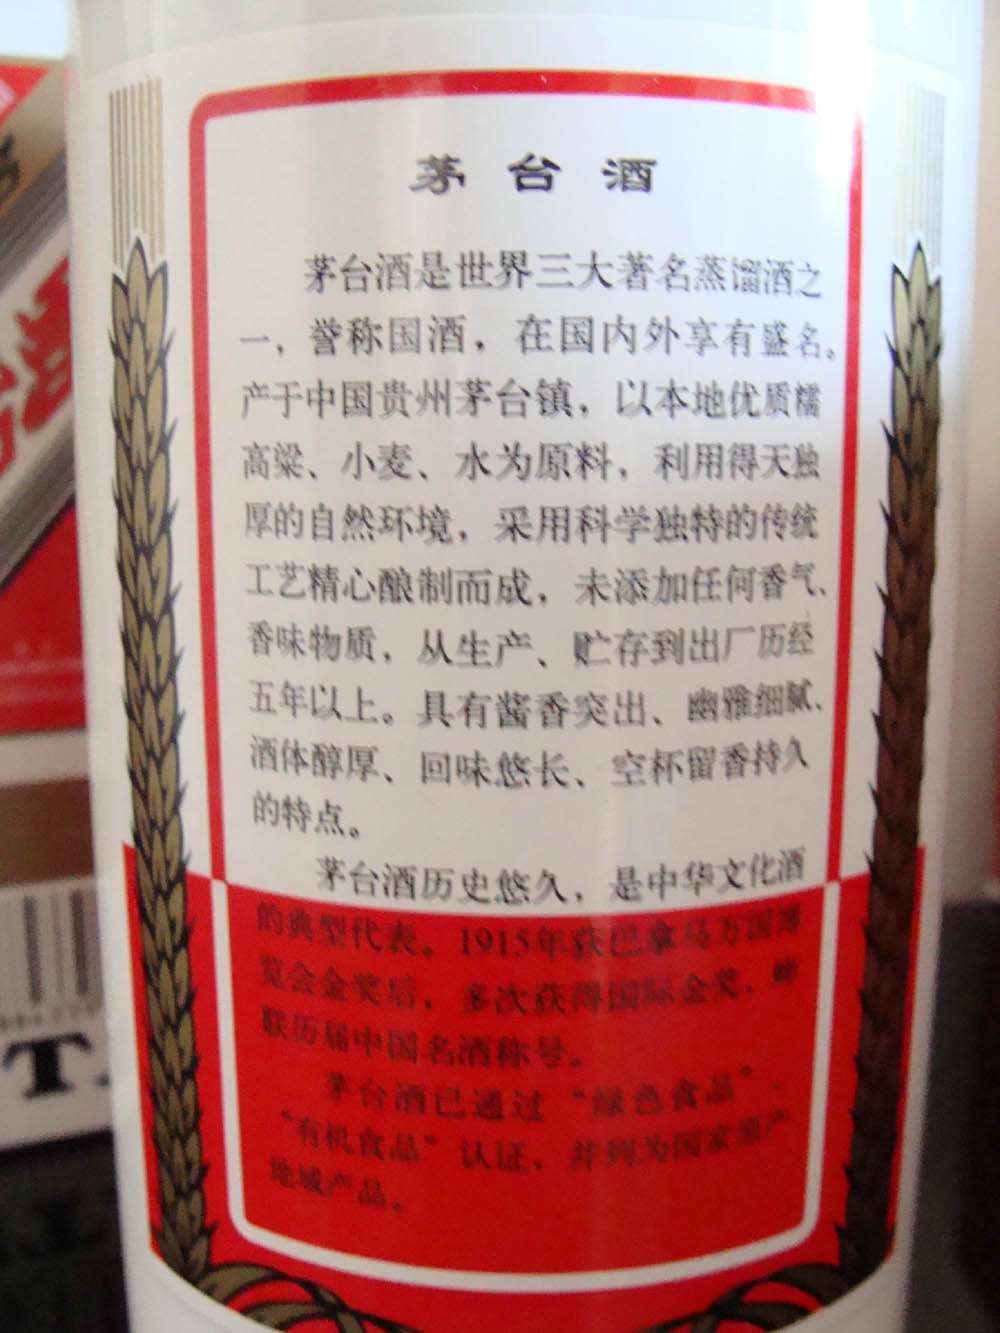 茅台酒
茅台酒是世界三大著名蒸馏酒之
一，誉称国酒，在国内外享有盛名。
产于中国贵州茅台镇，以本地优质糯
高粱、小麦、水为原料，利用得天独
厚的自然环境，采用科学独特的传统
工艺精心酿制而成，未添加任何香气、
香味物质，从生产、贮存到出厂历经
五年以上。具有酱香突出、幽雅细腻、
酒体醇厚、回味悠长、空杯留香持久
的特点。
茅台酒历史悠久，是中华文化酒
的典型代表。1915年获巴拿马万国博
览会金奖后，多次获得国际金奖，蝉
联历届中国名酒称号。
茅台酒已通过“绿色食品”、
“有机食品”认证，并列为国家原产
地域产品。